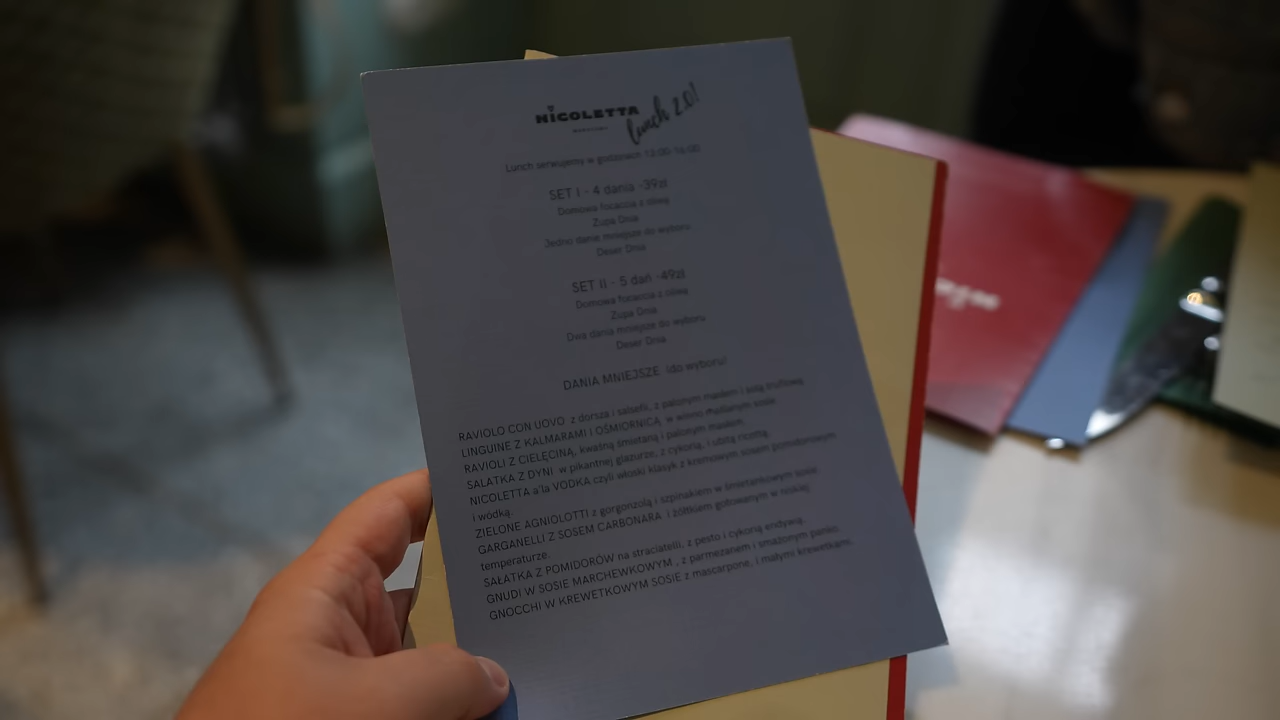 NICOLETTA
lunch 2.0!
Lunch serwujemy w godzinach 12:00-16:00
SET I - 4 dania -39zł
Domowa focaccia z oliwą
Zupa Dnia
Jedno danie mniejsze do wyboru
Deser Dnia
SET II - 5 dań -49zł
Domowa focaccia z oliwą
Zupa Dnia
Dwa dania mniejsze do wyboru
Deser Dnia
DANIA MNIEJSZE (do wyboru)
RAVIOLO CON UOVO z dorsza i salsefii, z palonym masłem i solą truflową
LINGUINE Z KALMARAMI i OŚMIORNICĄ w winno maślanym sosie
RAVIOLI Z CIELĘCINĄ, kwaśną śmietaną i palonym masłem
SAŁATKA Z DYNI w pikantnej glazurze, z cykorią, i ubitą ricottą
NICOLETTA a'la VODKA czyli włoski klasyk z kremowym sosem pomidorowym
i wódką.
ZIELONE AGNIOLOTTI z gorgonzolą i szpinakiem w śmietankowym sosie
GARGANELLI Z SOSEM CARBONARA i żółtkiem gotowanym w niskiej
temperaturze.
SAŁATKA Z POMIDORÓW na straciatelli, z pesto i cykorią endywą.
GNUDI W SOSIE MARCHEWKOWYM , z parmezanem i smażonym panko
GNOCCHI W KREWETKOWYM SOSIE z mascarpone, i małymi krewetkami.